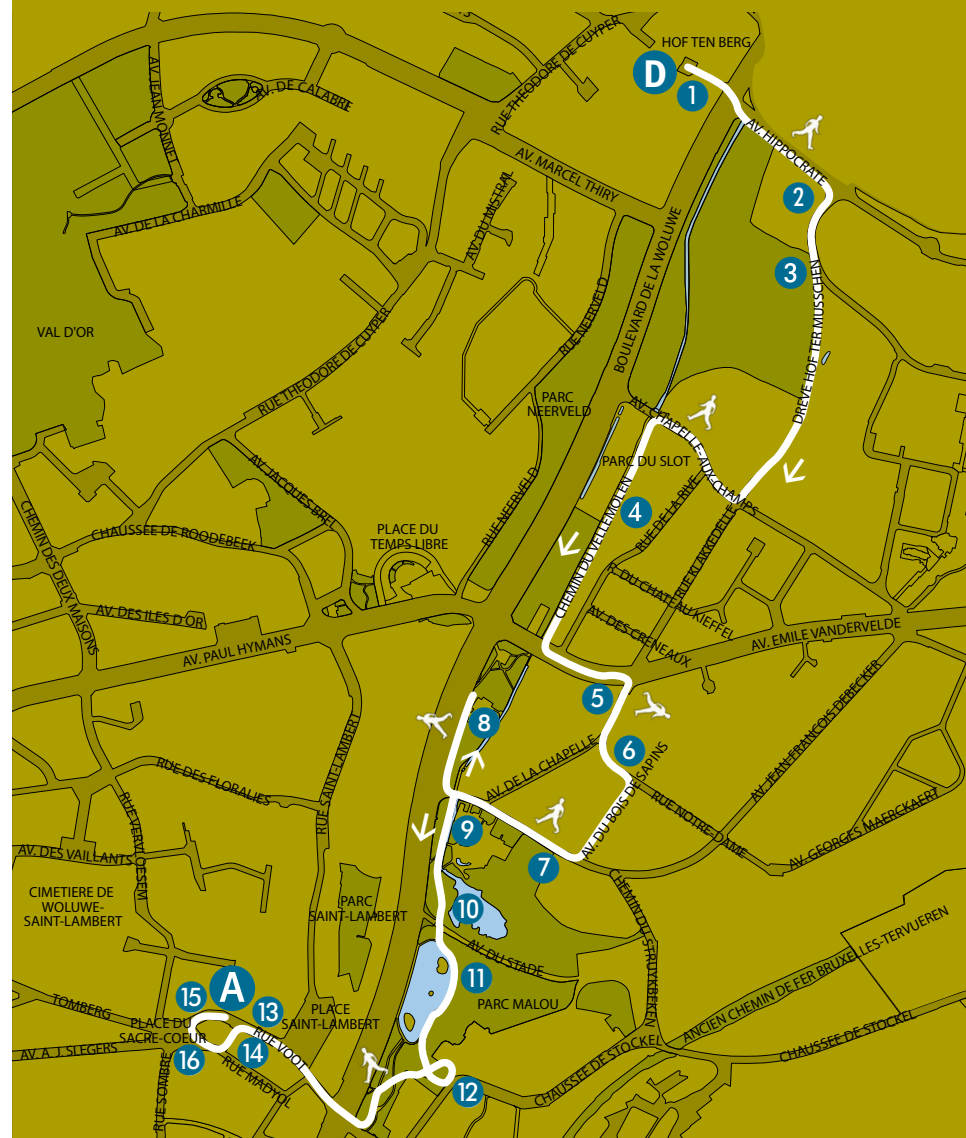 HOF TEN BERG
D
1
RUE THEODORE DE CUYPER
AV. JEAN MONNET
AV. DE CALABRE
AV. HIPPOCRATE
AV. MARCEL THIRY
2
AV. DE LA CHARMILLE
AV. DU MISTRAL
BOULEVARD DE LA WOLUWE
3
DREVE HOF TER MUSSCHEN
RUE NEERVELD
VAL D'OR
RUE THEODORE DE CUYPER
PARC
NEERVELD
AV. CHAPELLE-AUX-CHAMPS
PARC DU SLOT
4
AV. JACQUES BREL
RUE NEERVELD
RUE DE LA RIVE
RUE KLAKKEDELLE
CHEMIN DU VELLEMOLEN
CHAUSSEE DE ROODEBEEK
PLACE DU
TEMPS LIBRE
CHEMIN DES DEUX MAISONS
R. DU CHATEAU KIEFFEL
AV. DES CRENEAUX
AV. EMILE VANDERVELDE
AV. DES ILES D'OR
AV. PAUL HYMANS
5
AV. JEAN-FRANCOIS DEBECKER
8
6
RUE SAINT-LAMBERT
AV. DE LA CHAPELLE
AV. DU BOIS DE SAPINS
RUE DES FLORALIES
RUE NOTRE-DAME
AV. GEORGES MAERCKAERT
RUE VERVLOESEM
9
7
AV. DES VAILLANTS
CIMETIERE DE
WOLUWE-
SAINT-LAMBERT
PARC
SAINT-LAMBERT
10
CHEMIN DU STRUYKBEKEN
AV. DU STADE
11
ANCIEN CHEMIN DE FER BRUXELLES-TERVUEREN
PARC MALOU
15
A
13
TOMBERG
PLACE DU
SACRE-COEUR
PLACE
SAINT-LAMBERT
RUE VOOT
14
16
AV. A.J. SLEGERS
RUE SOMBRE
RUE MADYOL
CHAUSSEE DE STOCKEL
CHAUSSEE DE STOCKEL
12